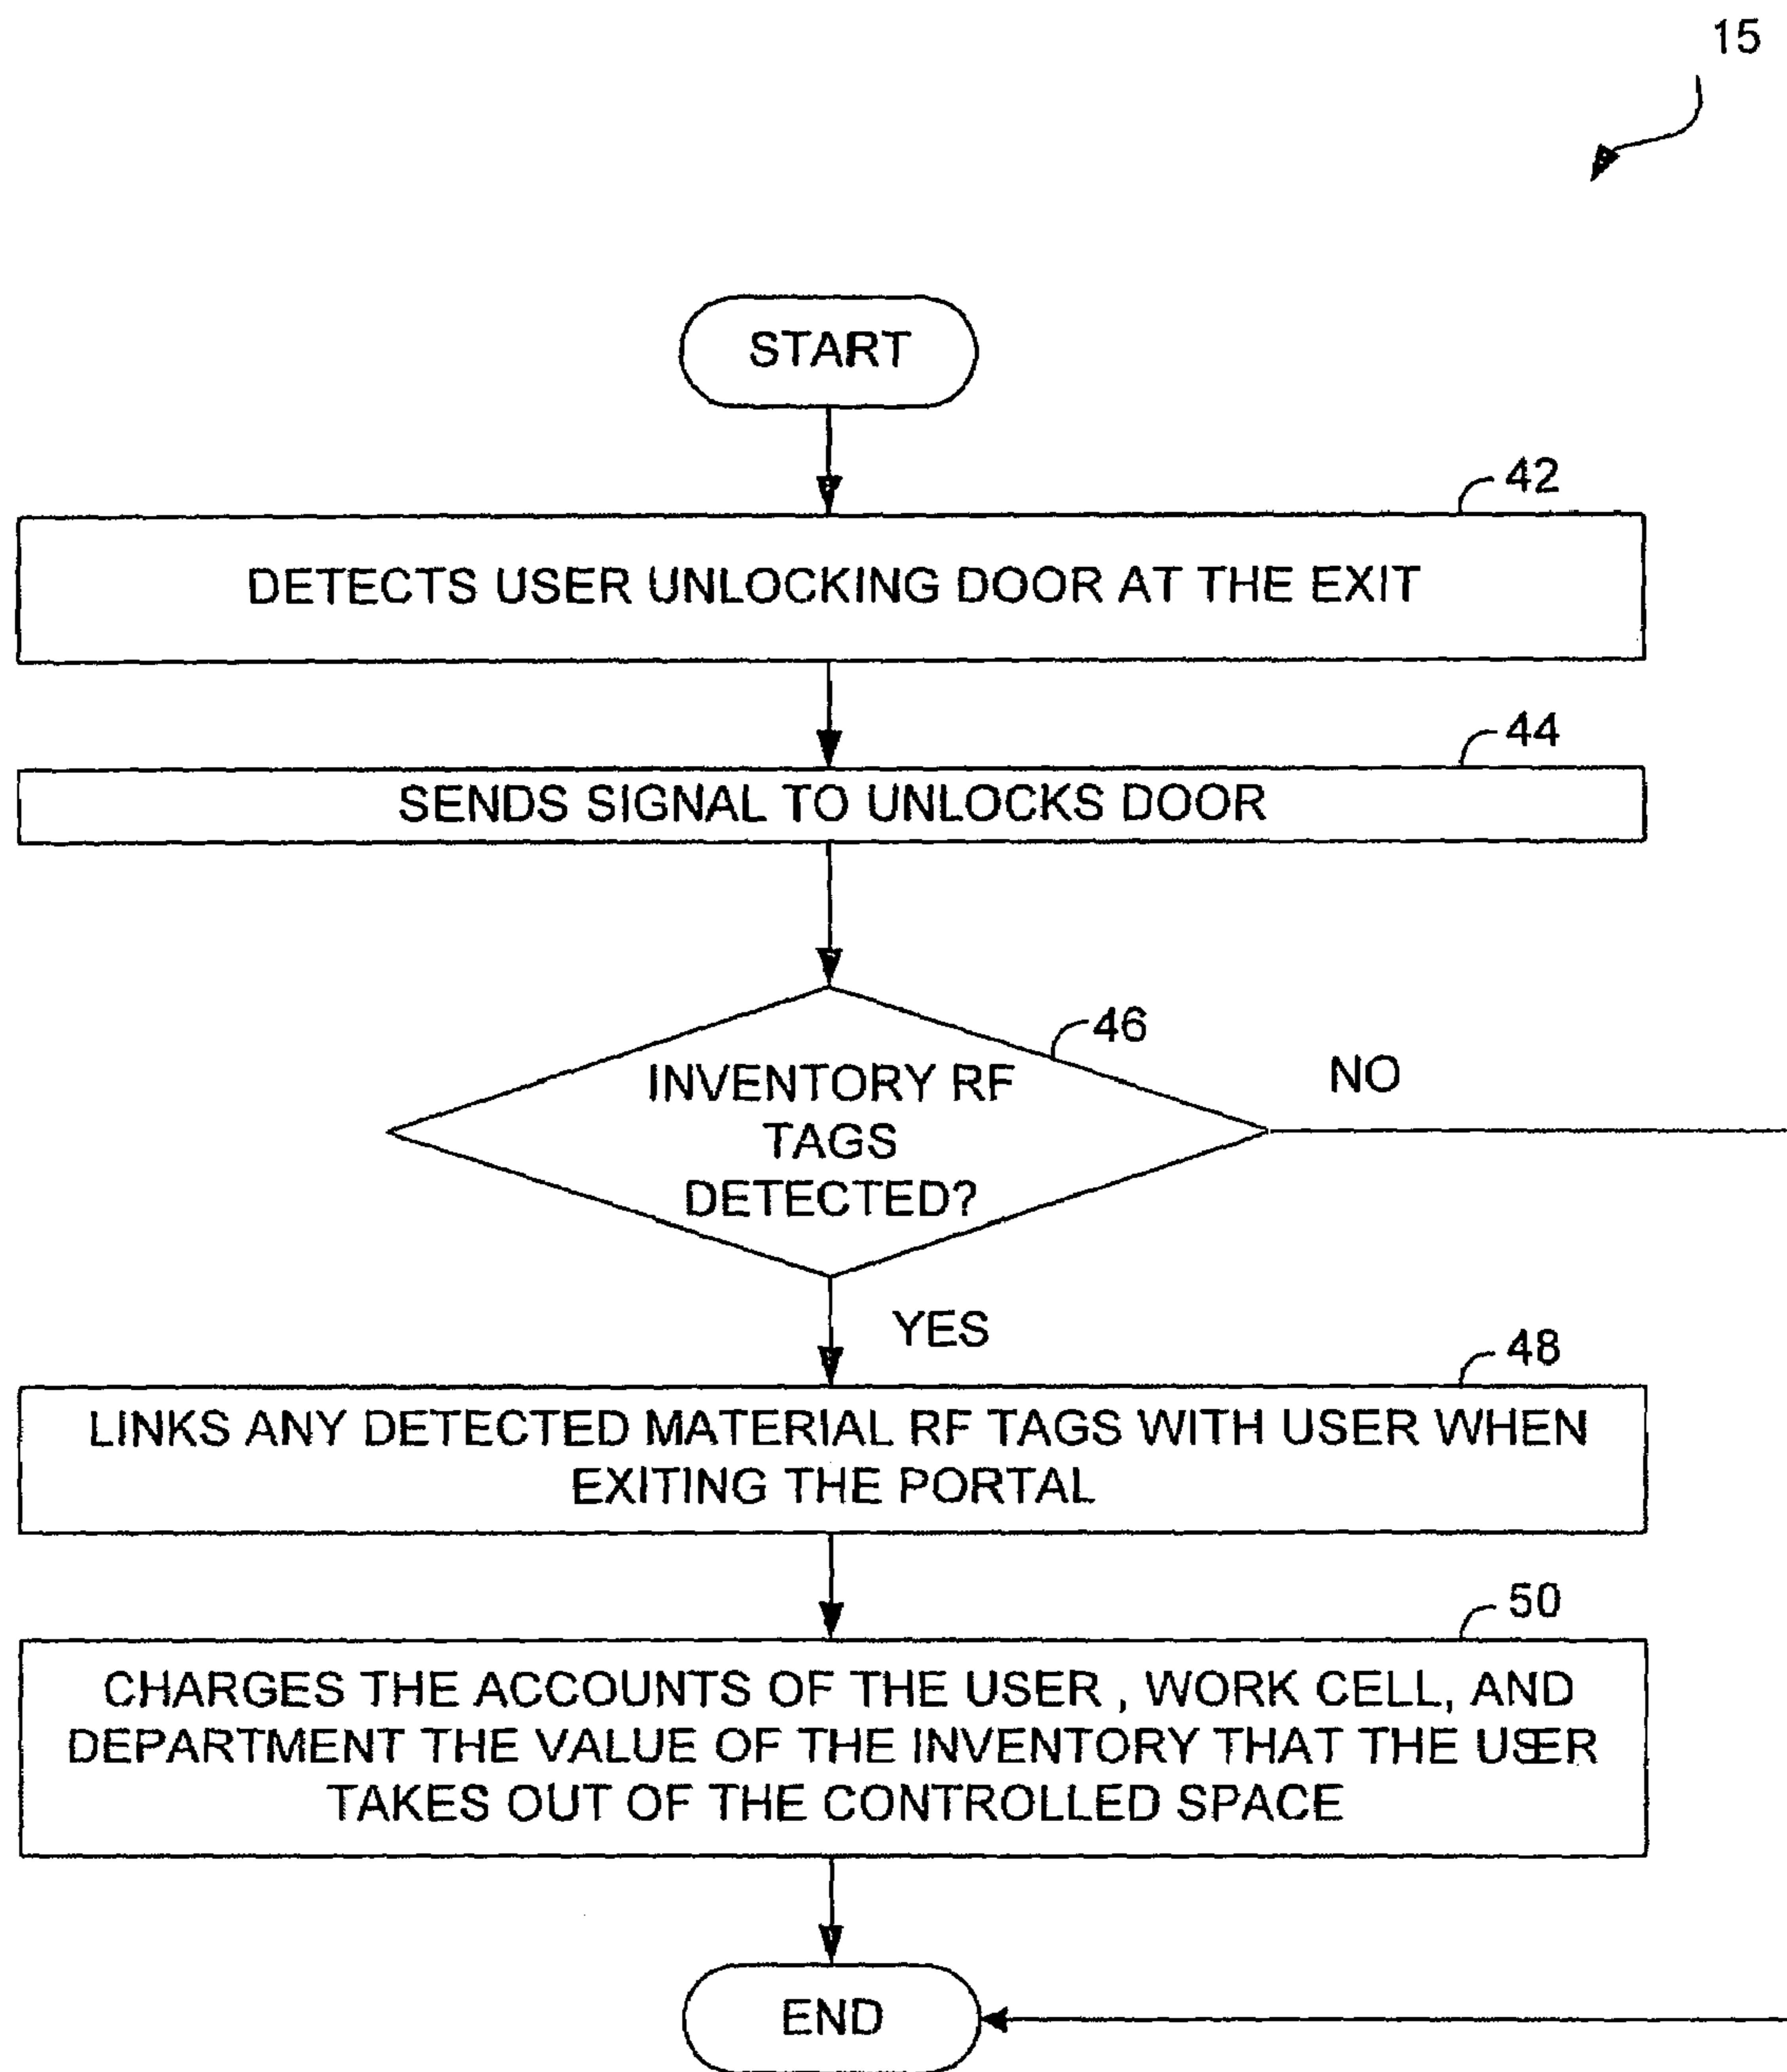 15
START
42
DETECTS USER UNLOCKING DOOR AT THE EXIT
44
SENDS SIGNAL TO UNLOCKS DOOR
46
INVENTORY RF
TAGS
DETECTED?
NO
YES
48
LINKS ANY DETECTED MATERIAL RF TAGS WITH USER WHEN
EXITING THE PORTAL
50
CHARGES THE ACCOUNTS OF THE USER , WORK CELL, AND
DEPARTMENT THE VALUE OF THE INVENTORY THAT THE USER
TAKES OUT OF THE CONTROLLED SPACE
END